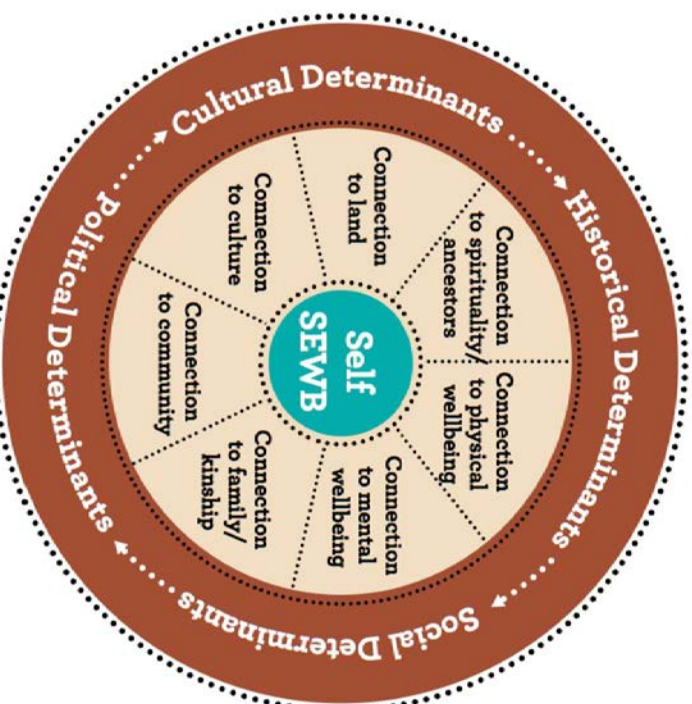 Cultural Determinants
Historical Determinants
Social Determinants
Political Determinants
Connection
to spirituality/
ancestors
Connection
to physical
wellbeing
Connection
to mental
wellbeing
Connection
to family/
kinship
Connection
to community
Connection
to culture
Connection
to land
Self
SEWB